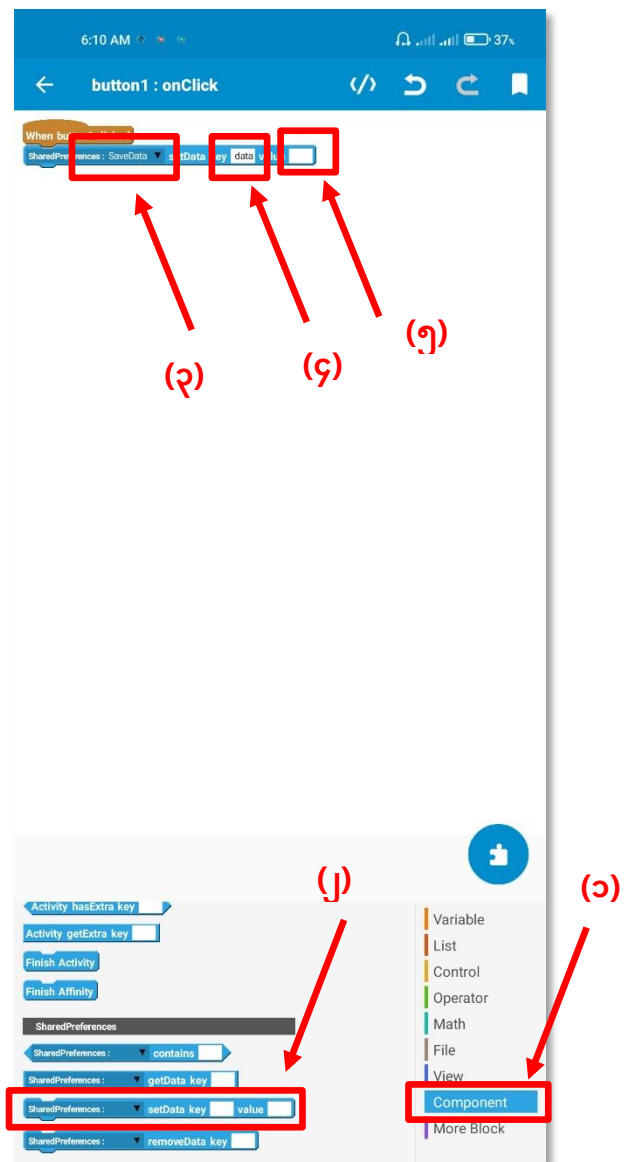 6:10 AM 37%
button1 : onClick </>
When bu
SharedPreferences : SaveData setData key data value
(၃)
(၄)
(၅)
(၂)
(၁)
Activity hasExtra key
Activity getExtra key
Finish Activity
Finish Affinity
SharedPreferences
SharedPreferences : contains
SharedPreferences : getData key
SharedPreferences : setData key value
SharedPreferences : removeData key
Variable
List
Control
Operator
Math
File
View
Component
More Block